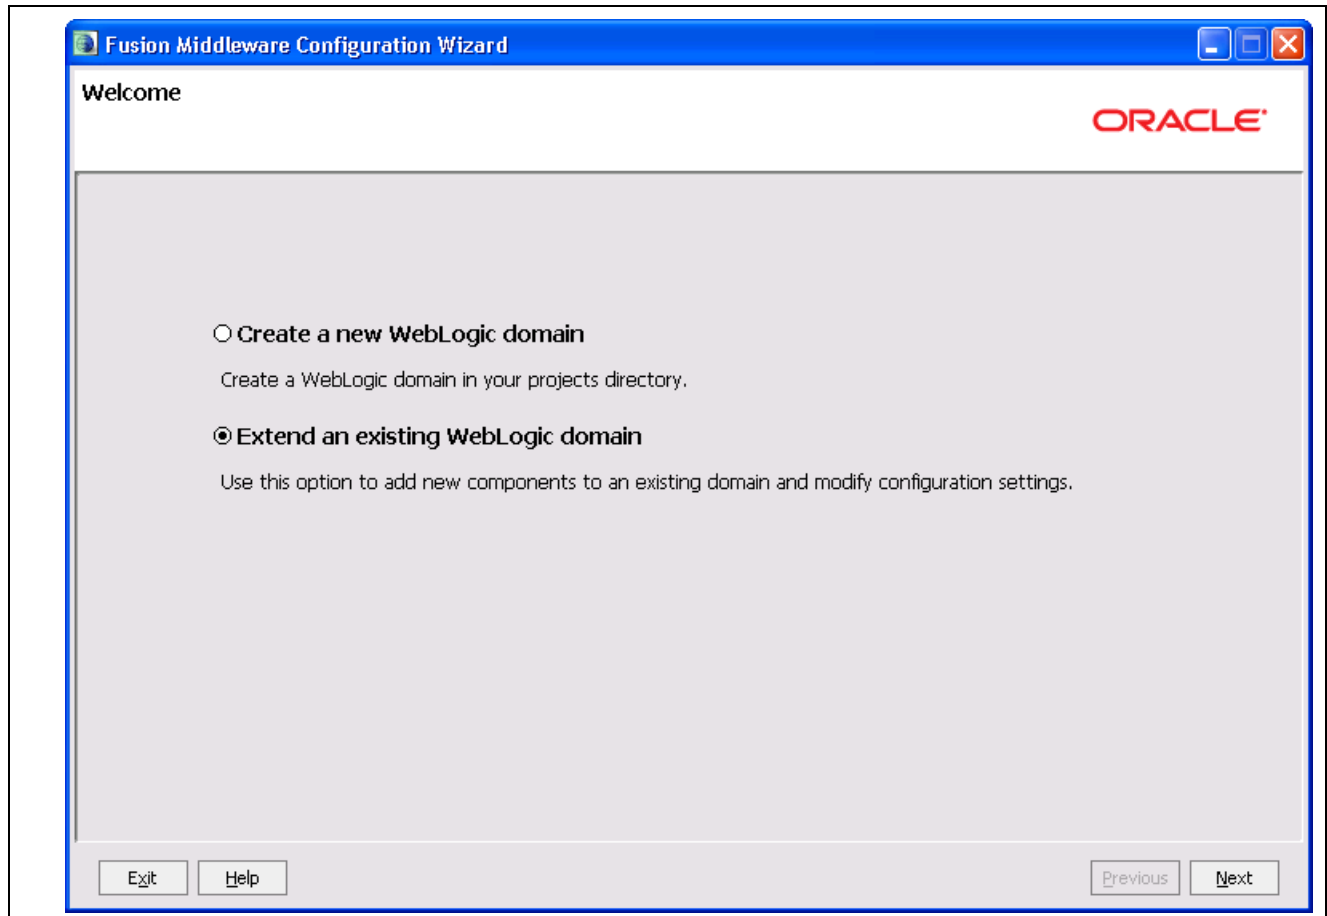 Fusion Middleware Configuration Wizard
Welcome
ORACLE
Create a new WebLogic domain
Create a WebLogic domain in your projects directory.
Extend an existing WebLogic domain
Use this option to add new components to an existing domain and modify configuration settings.
Exit Help Previous Next